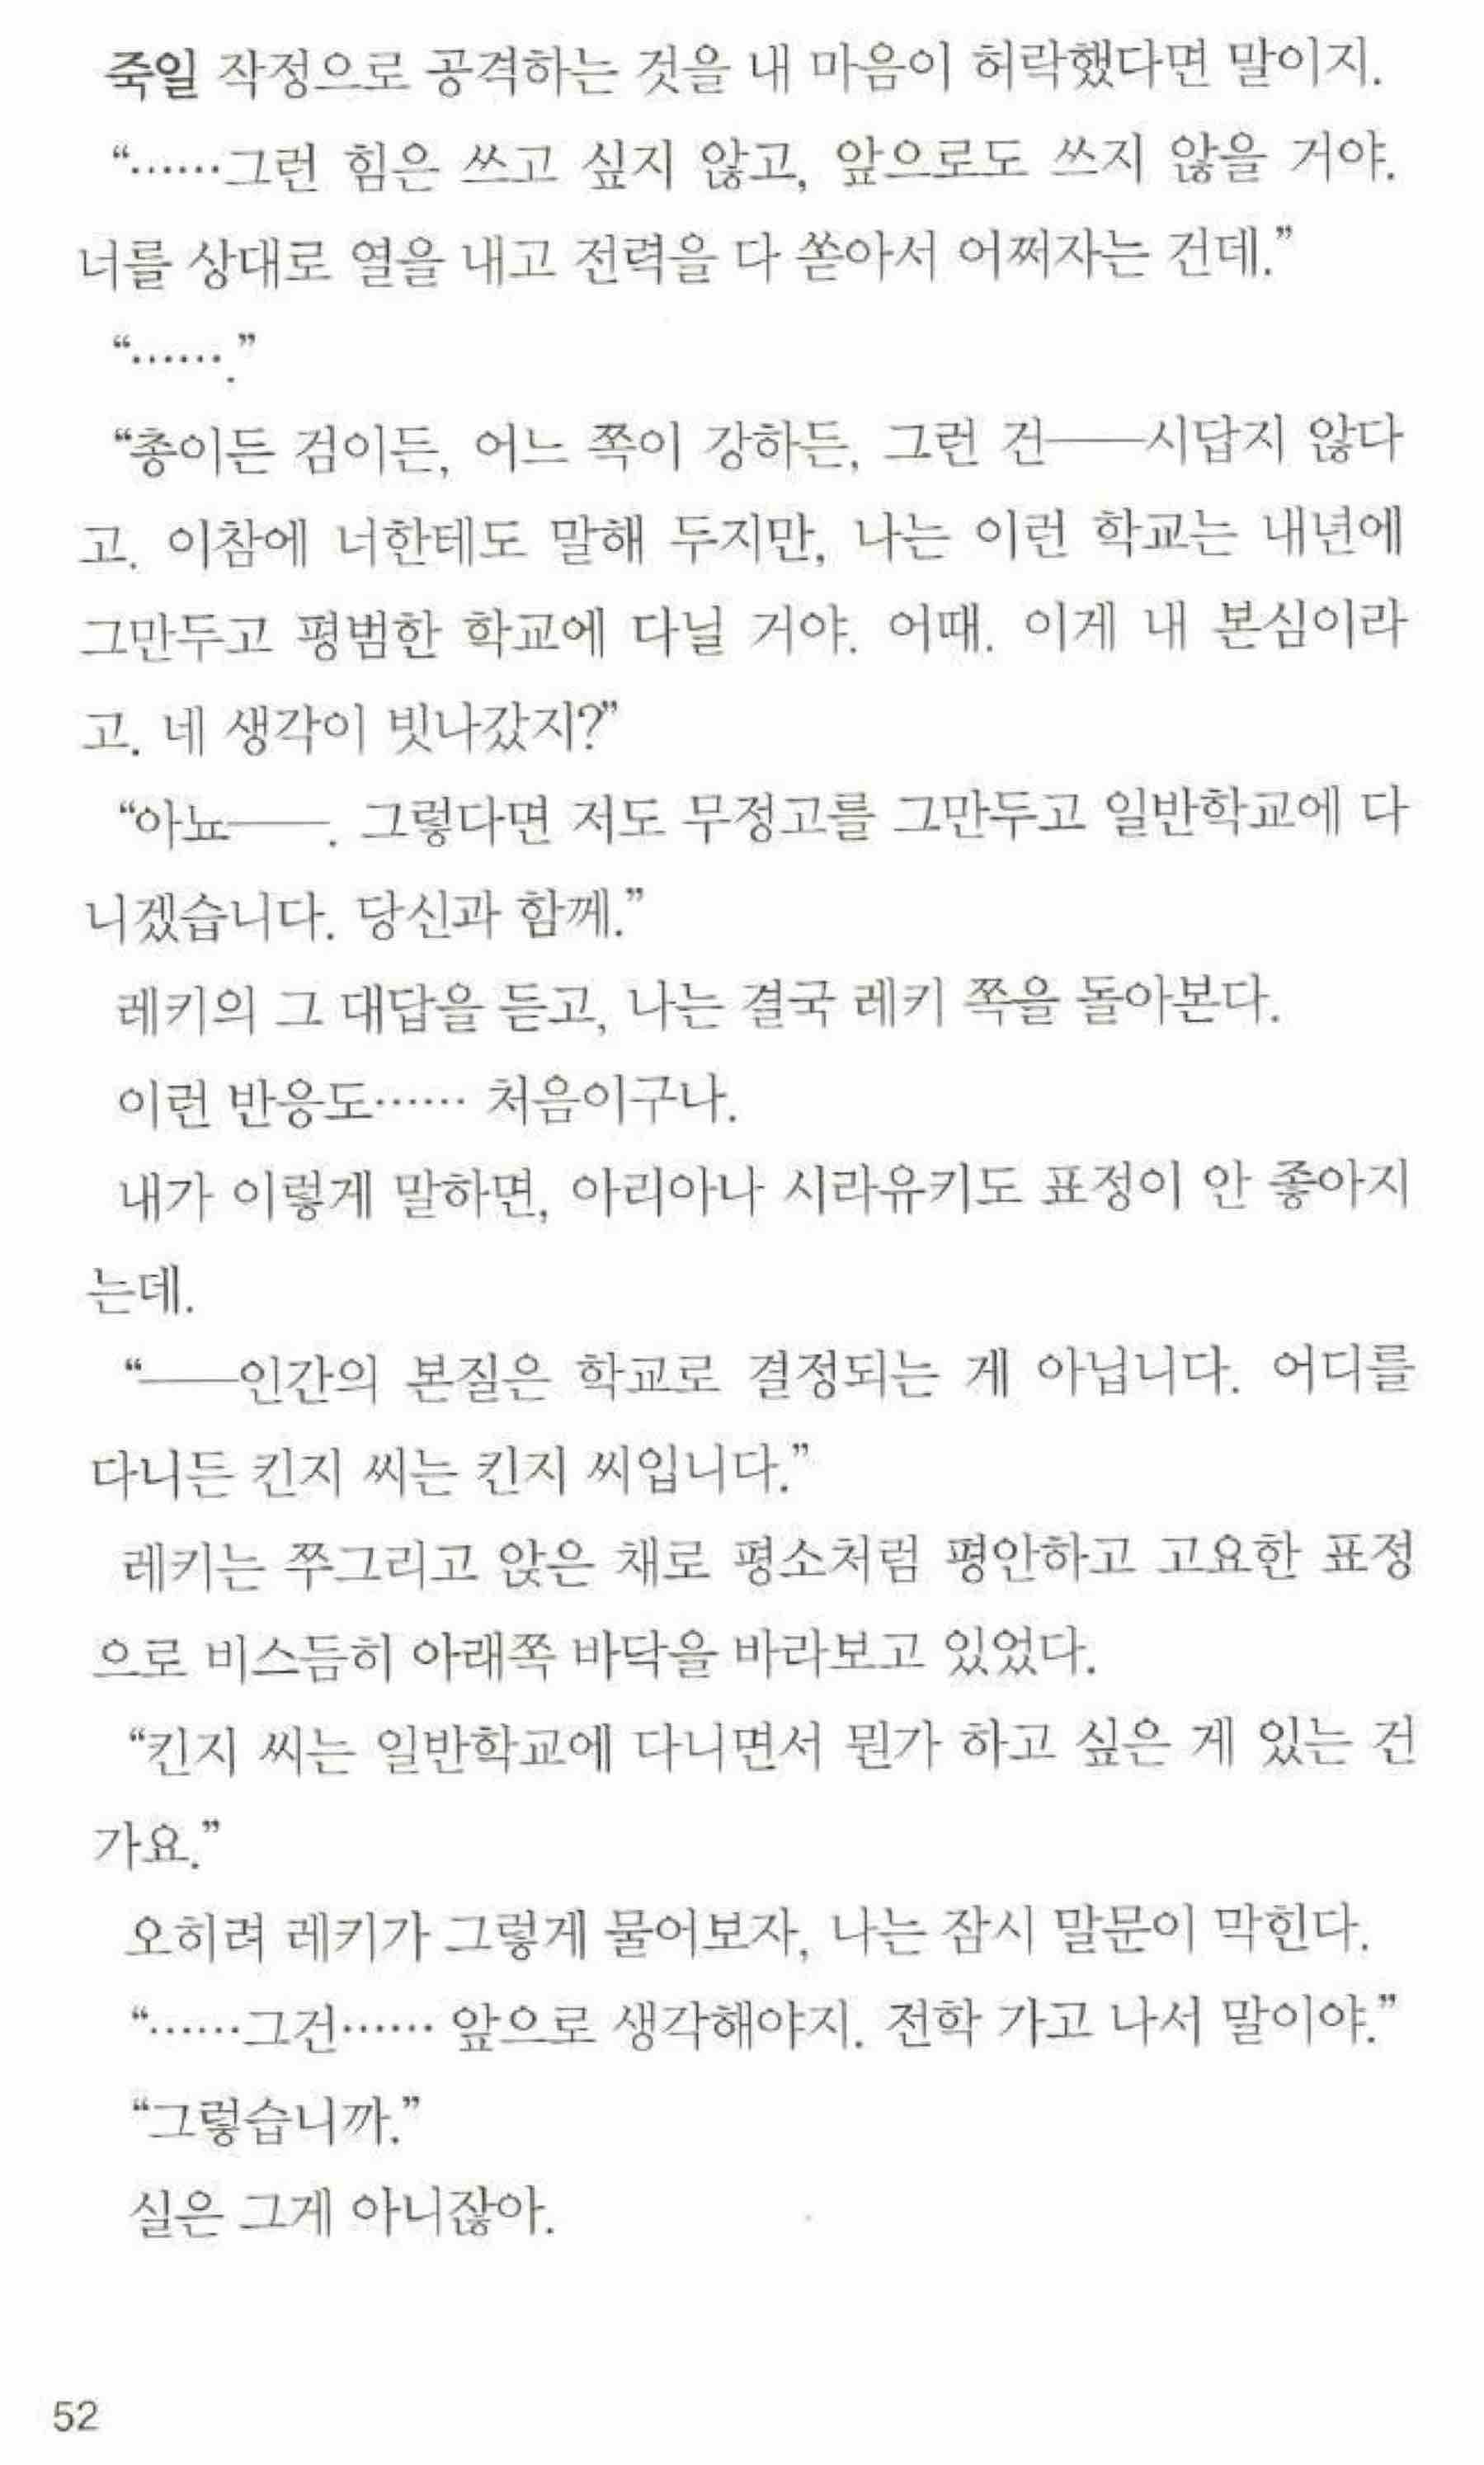 죽일 작정으로 공격하는 것을 내 마음이 허락했다면 말이지.
“……그런 힘은 쓰고 싶지 않고, 앞으로도 쓰지 않을 거야.
너를 상대로 열을 내고 전력을 다 쏟아서 어쩌자는 건데.”
“…….”
“총이든 검이든, 어느 쪽이 강하든, 그런 건──시답지 않다
고. 이참에 너한테도 말해 두지만, 나는 이런 학교는 내년에
그만두고 평범한 학교에 다닐 거야. 어때. 이게 내 본심이라
고. 네 생각이 빗나갔지?”
“아뇨──. 그렇다면 저도 무정고를 그만두고 일반학교에 다
니겠습니다. 당신과 함께.”
레키의 그 대답을 듣고, 나는 결국 레키 쪽을 돌아본다.
이런 반응도…… 처음이구나.
내가 이렇게 말하면, 아리아나 시라유키도 표정이 안 좋아지
는데.
“──인간의 본질은 학교로 결정되는 게 아닙니다. 어디를
다니든 킨지 씨는 킨지 씨입니다.”
레키는 쭈그리고 앉은 채로 평소처럼 평안하고 고요한 표정
으로 비스듬히 아래쪽 바닥을 바라보고 있었다.
“킨지 씨는 일반학교에 다니면서 뭔가 하고 싶은 게 있는 건
가요.”
오히려 레키가 그렇게 물어보자, 나는 잠시 말문이 막힌다.
“……그건…… 앞으로 생각해야지. 전학 가고 나서 말이야.”
“그렇습니까.”
실은 그게 아니잖아.
52